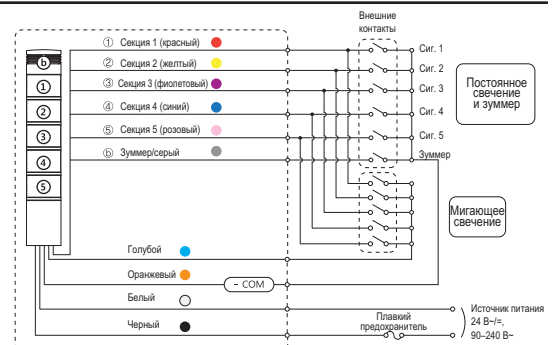 Внешние
контакты
① Секция 1 (красный)
Сиг. 1
② Секция 2 (желтый)
Сиг. 2
③ Секция 3 (фиолетовый)
Сиг. 3
④ Секция 4 (синий)
Сиг. 4
⑤ Секция 5 (розовый)
Сиг. 5
ⓑ Зуммер/серый
Зуммер
ⓑ
①
②
③
④
⑤
Постоянное
свечение
и зуммер
Мигающее
свечение
Голубой
Оранжевый
- COM
Белый
Черный
Плавкий
предохранитель
Источник питания
24 В~/=,
90–240 В~